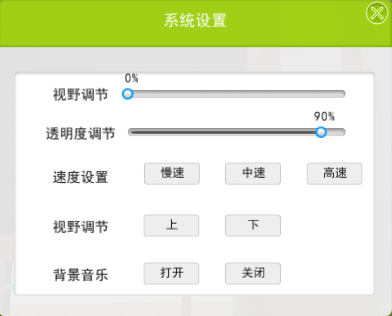 系统设置
0%
视野调节
90%
透明度调节
速度设置 慢速 中速 高速
视野调节 上 下
背景音乐 打开 关闭